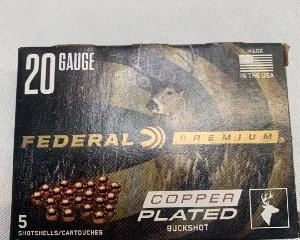 20 GAUGE
MADE
IN THE USA
FEDERAL PREMIUM
COPPER
PLATED
BUCKSHOT
5
SHOTSHELLS/CARTOUCHES